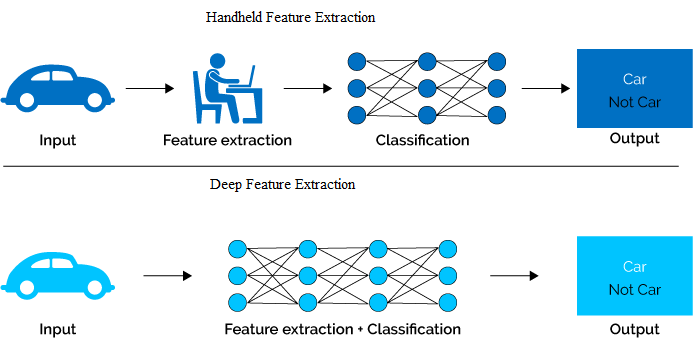 Handheld Feature Extraction
Car
Not Car
Input
Feature extraction
Classification
Output
Deep Feature Extraction
Car
Not Car
Input
Feature extraction + Classification
Output